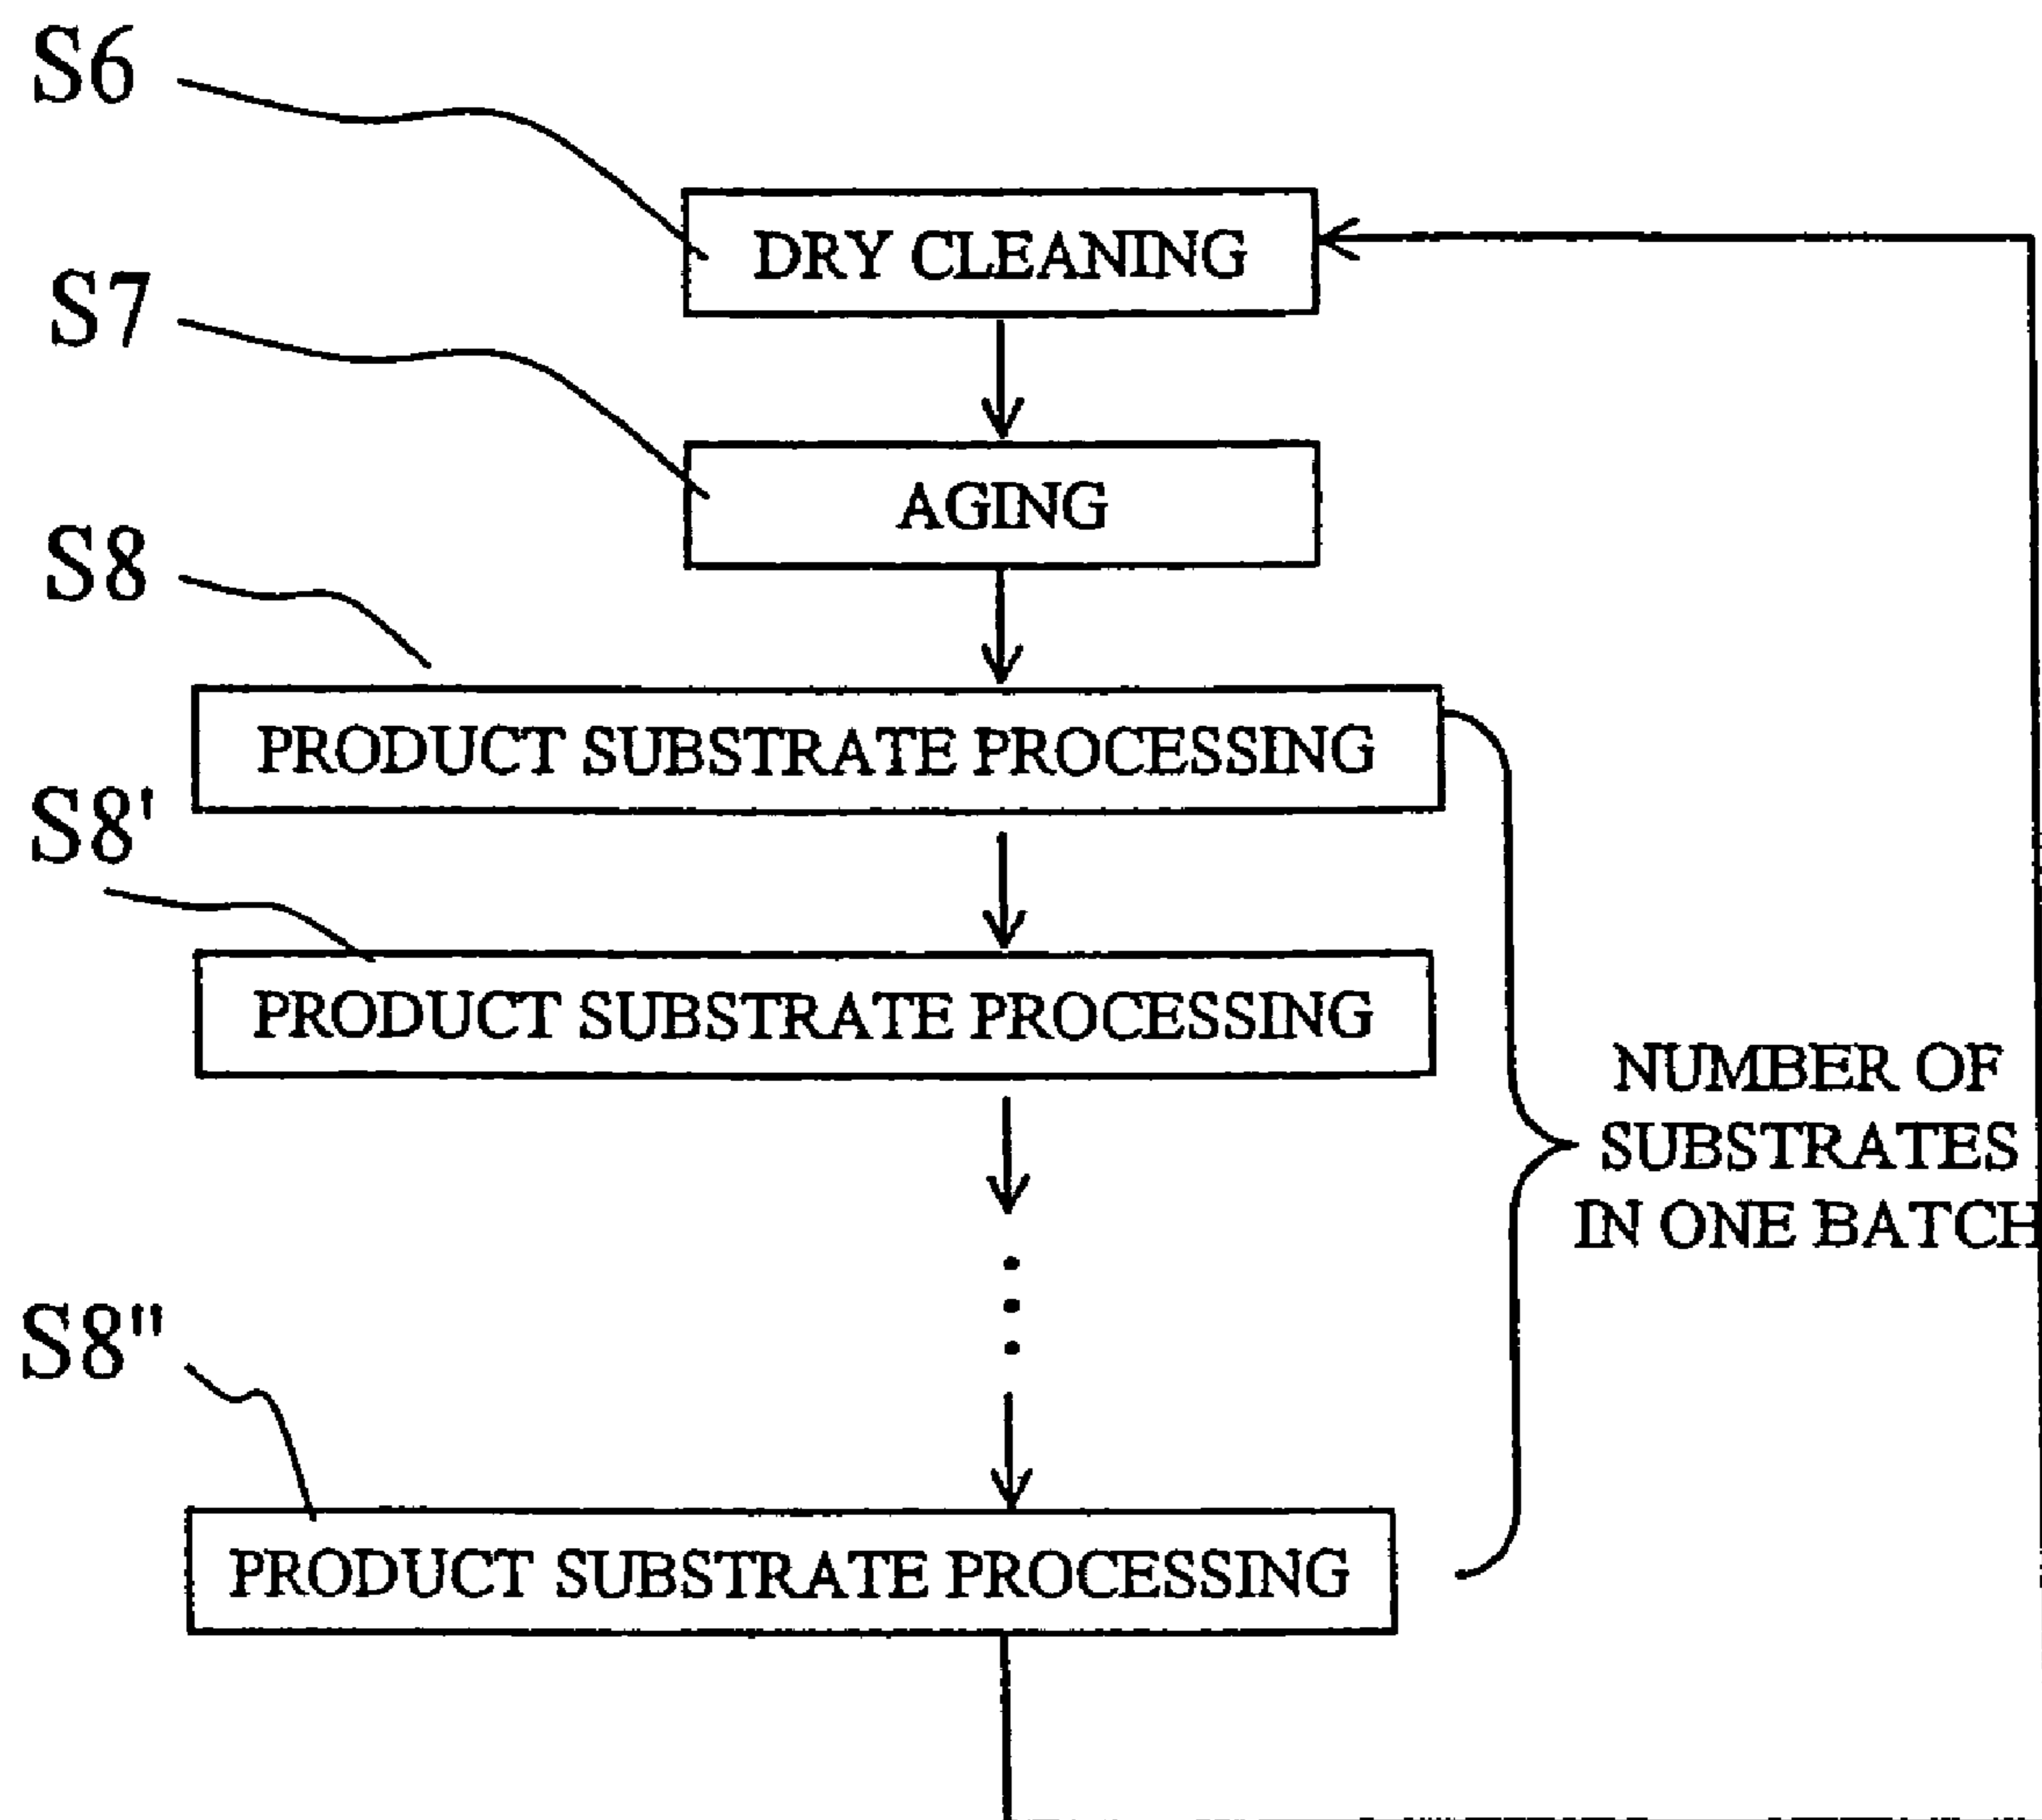 S6
DRY CLEANING
S7
AGING
S8
PRODUCT SUBSTRATE PROCESSING
S8'
PRODUCT SUBSTRATE PROCESSING
NUMBER OF
SUBSTRATES
IN ONE BATCH
S8"
PRODUCT SUBSTRATE PROCESSING